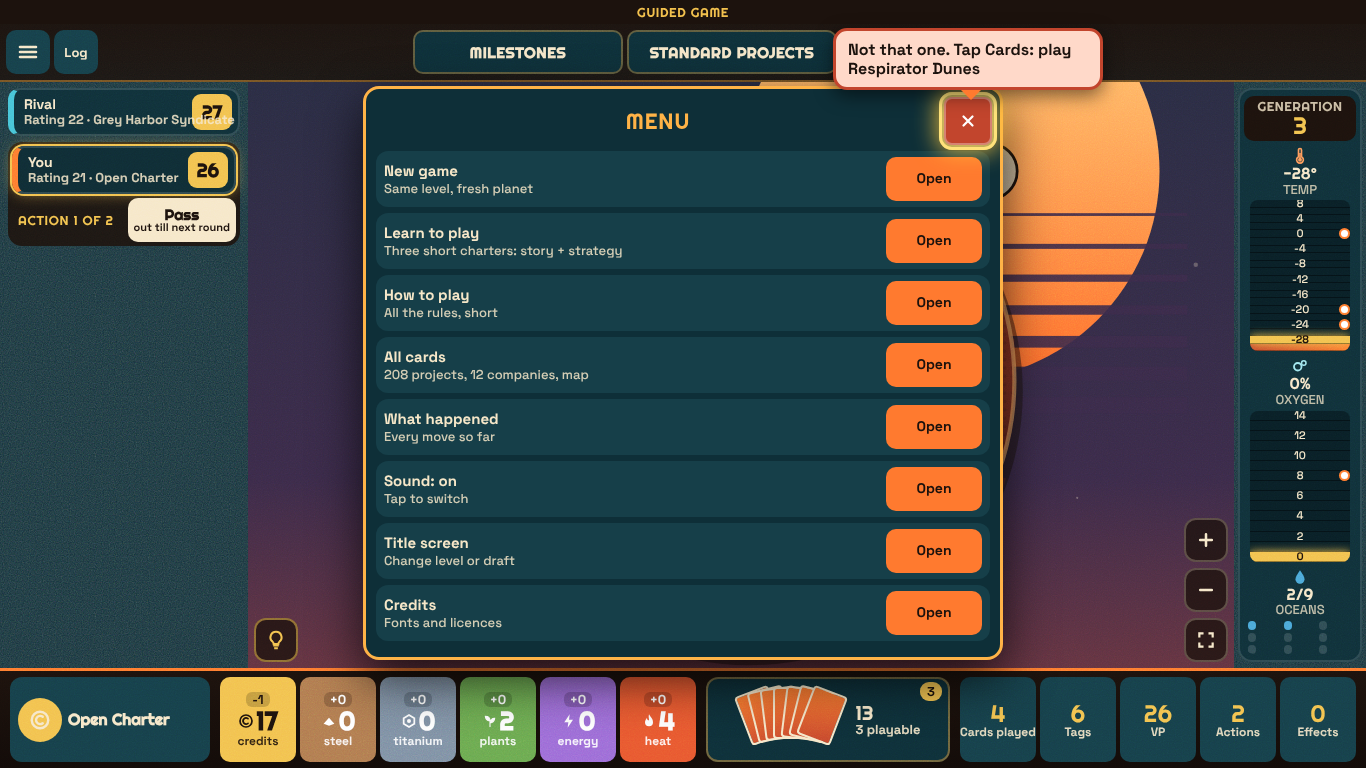 GUIDED GAME
Log
MILESTONES
STANDARD PROJECTS
Not that one. Tap Cards: play
Respirator Dunes
Rival
Rating 22 · Grey Harbor Syndicate
27
You
Rating 21 · Open Charter
26
ACTION 1 OF 2
Pass
out till next round
MENU
New game
Same level, fresh planet
Open
Learn to play
Three short charters: story + strategy
Open
How to play
All the rules, short
Open
All cards
208 projects, 12 companies, map
Open
What happened
Every move so far
Open
Sound: on
Tap to switch
Open
Title screen
Change level or draft
Open
Credits
Fonts and licences
Open
GENERATION
3
-28°
TEMP
8
4
0
-4
-8
-12
-16
-20
-24
-28
0%
OXYGEN
14
12
10
8
6
4
2
0
2/9
OCEANS
© Open Charter
-1
© 17
credits
+0
0
steel
+0
0
titanium
+0
2
plants
+0
0
energy
+0
4
heat
3
13
3 playable
4
Cards played
6
Tags
26
VP
2
Actions
0
Effects